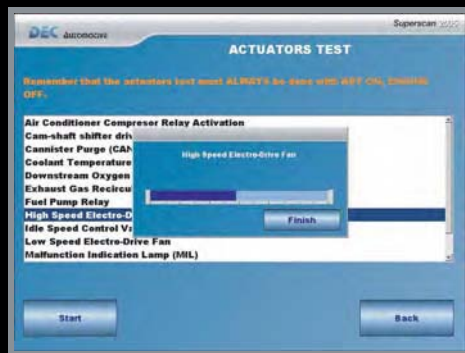 DEC Automotive
Superscan
ACTUATORS TEST
Remember that the actuators test must ALWAYS be done with KEY ON, ENGINE
OFF.
Air Conditioner Compresor Relay Activation
Cam-shaft shifter driv
Cannister Purge (CAN
Coolant Temperature
Downstream Oxygen
Exhaust Gas Recircul
Fuel Pump Relay
High Speed Electro-D
Idle Speed Control Va
Low Speed Electro-Drive Fan
Malfunction Indication Lamp (MIL)
High Speed Electro-Drive Fan
Finish
Start
Back